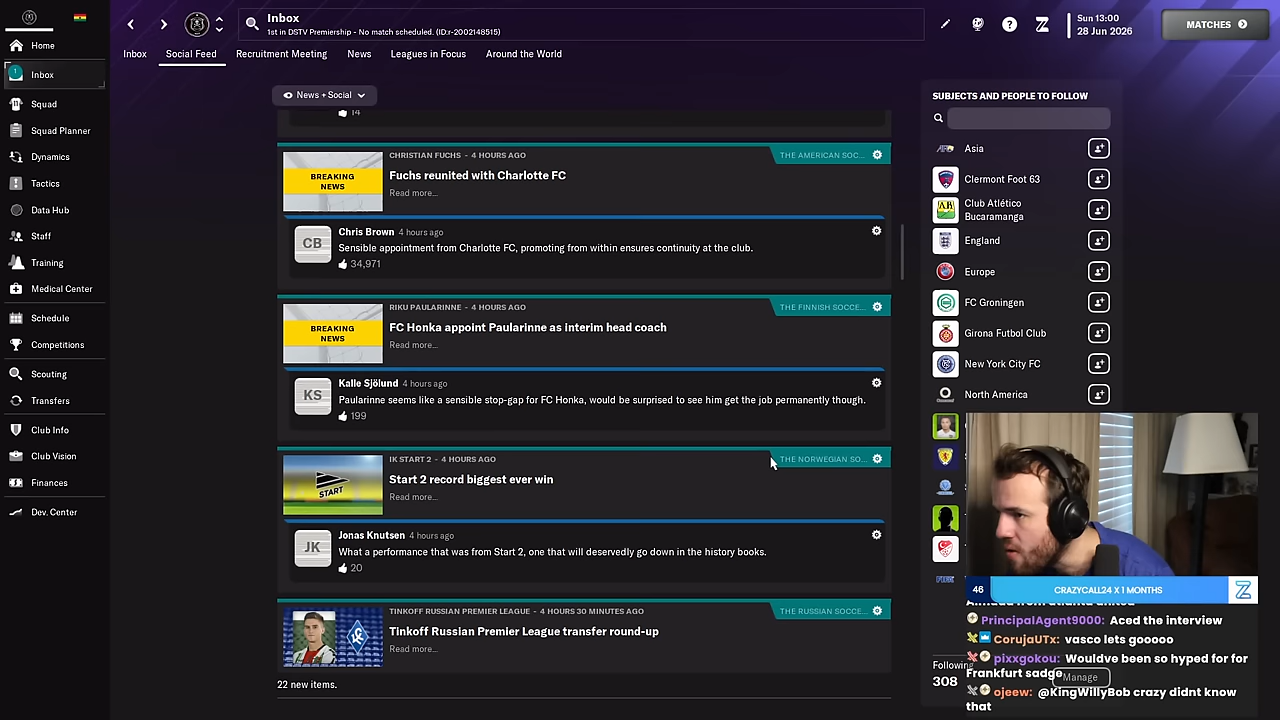 Inbox
1st in DSTV Premiership - No match scheduled. (ID:r-2002148515)
Sun 13:00
28 Jun 2026
MATCHES
Inbox
Social Feed
Recruitment Meeting
News
Leagues in Focus
Around the World
Home
1
Inbox
Squad
Squad Planner
Dynamics
Tactics
Data Hub
Staff
Training
Medical Center
Schedule
Competitions
Scouting
Transfers
Club Info
Club Vision
Finances
Dev. Center
News + Social
14
CHRISTIAN FUCHS - 4 HOURS AGO
THE AMERICAN SOC...
BREAKING
NEWS
Fuchs reunited with Charlotte FC
Read more...
CB
Chris Brown 4 hours ago
Sensible appointment from Charlotte FC, promoting from within ensures continuity at the club.
34,971
RIKU PAULARINNE - 4 HOURS AGO
THE FINNISH SOCCE...
BREAKING
NEWS
FC Honka appoint Paularinne as interim head coach
Read more...
KS
Kalle Sjölund 4 hours ago
Paularinne seems like a sensible stop-gap for FC Honka, would be surprised to see him get the job permanently though.
199
IK START 2 - 4 HOURS AGO
THE NORWEGIAN SO...
START
Start 2 record biggest ever win
Read more...
JK
Jonas Knutsen 4 hours ago
What a performance that was from Start 2, one that will deservedly go down in the history books.
20
TINKOFF RUSSIAN PREMIER LEAGUE - 4 HOURS 30 MINUTES AGO
THE RUSSIAN SOCCE...
Tinkoff Russian Premier League transfer round-up
Read more...
22 new items.
SUBJECTS AND PEOPLE TO FOLLOW
Asia
Clermont Foot 63
Club Atlético
Bucaramanga
England
Europe
FC Groningen
Girona Futbol Club
New York City FC
North America
Following
308
Manage
46
CRAZYCALL24 X 1 MONTHS
PrincipalAgent9000: Aced the interview
CorujaUTx: vasco lets gooooo
pixxgokou: Wouldve been so hyped for for
Frankfurt sadge
ojeew: @KingWillyBob crazy didnt know
that